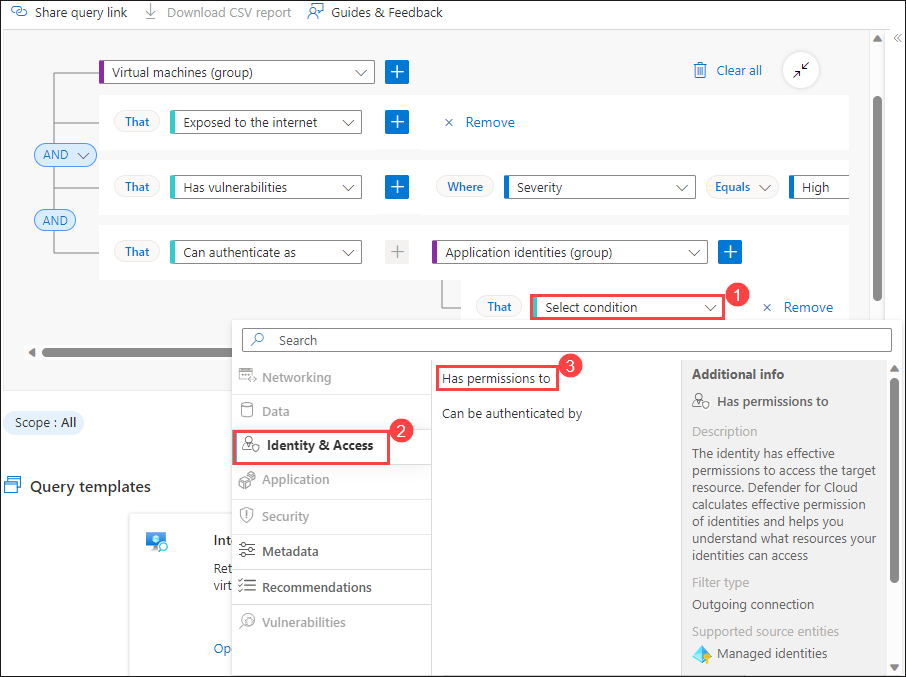 Share query link Download CSV report Guides & Feedback
Virtual machines (group) Clear all
That Exposed to the internet Remove
AND
That Has vulnerabilities Where Severity Equals High
AND
That Can authenticate as Application identities (group)
1
That Select condition Remove
Search
Networking
Data
2
Identity & Access
Application
Security
Metadata
Recommendations
Vulnerabilities
3
Has permissions to
Can be authenticated by
Additional info
Has permissions to
Description
The identity has effective
permissions to access the target
resource. Defender for Cloud
calculates effective permission
of identities and helps you
understand what resources your
identities can access
Filter type
Outgoing connection
Supported source entities
Managed identities
Scope : All
Query templates